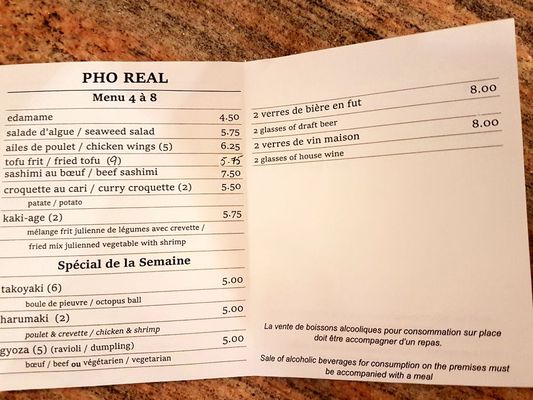 PHO REAL
Menu 4 à 8
edamame 4.50
salade d'algue / seaweed salad 5.75
ailes de poulet / chicken wings (5) 6.25
tofu frit / fried tofu (9) 5.75
sashimi au bœuf / beef sashimi 7.50
croquette au cari / curry croquette (2) 5.50
patate / potato
kaki-age (2) 5.75
mélange frit julienne de légumes avec crevette /
fried mix julienned vegetable with shrimp
Spécial de la Semaine
takoyaki (6) 5.00
boule de pieuvre / octopus ball
harumaki (2) 5.00
poulet & crevette / chicken & shrimp
gyoza (5) (ravioli / dumpling) 5.00
bœuf / beef ou végétarien / vegetarian
2 verres de bière en fut 8.00
2 glasses of draft beer
2 verres de vin maison 8.00
2 glasses of house wine
La vente de boissons alcooliques pour consommation sur place
doit être accompagner d'un repas.
Sale of alcoholic beverages for consumption on the premises must
be accompanied with a meal